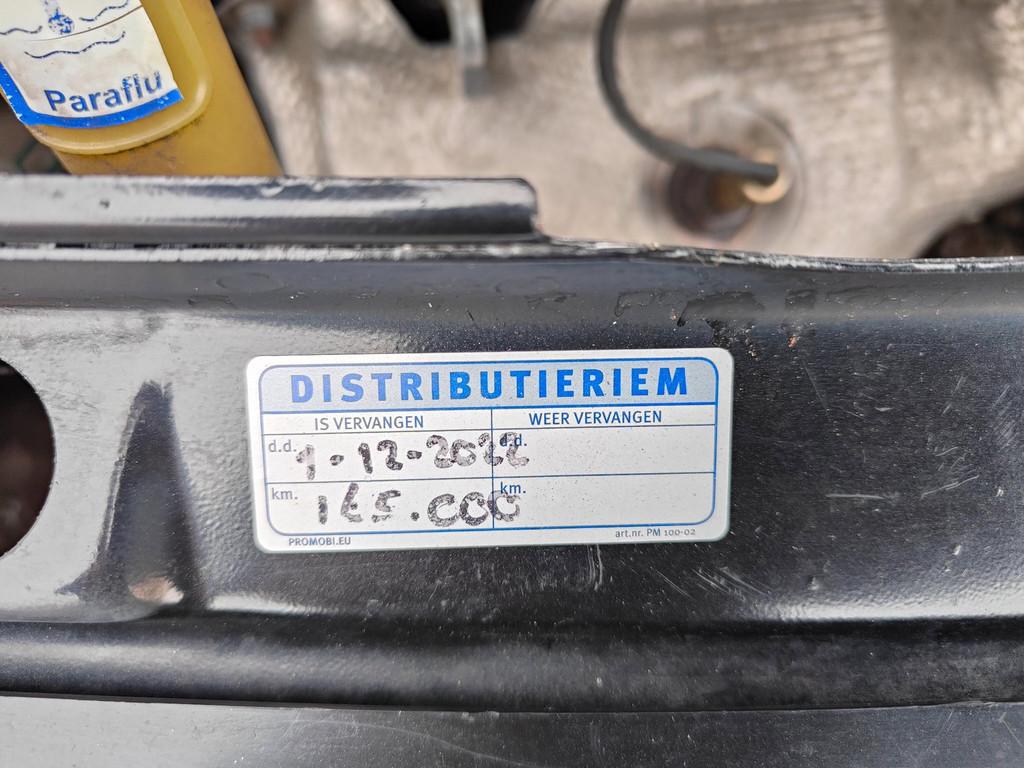 Paraflu
DISTRIBUTIERIEM
IS VERVANGEN
WEER VERVANGEN
d.d. 1-12-2022
d.d.
km. 165.000
km.
PROMOBI.EU
art.nr. PM 100-02